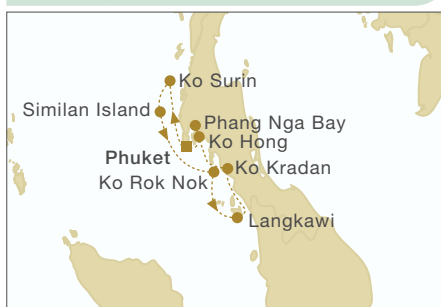 Ko Surin
Similan Island
Phang Nga Bay
Ko Hong
Phuket
Ko Kradan
Ko Rok Nok
Langkawi